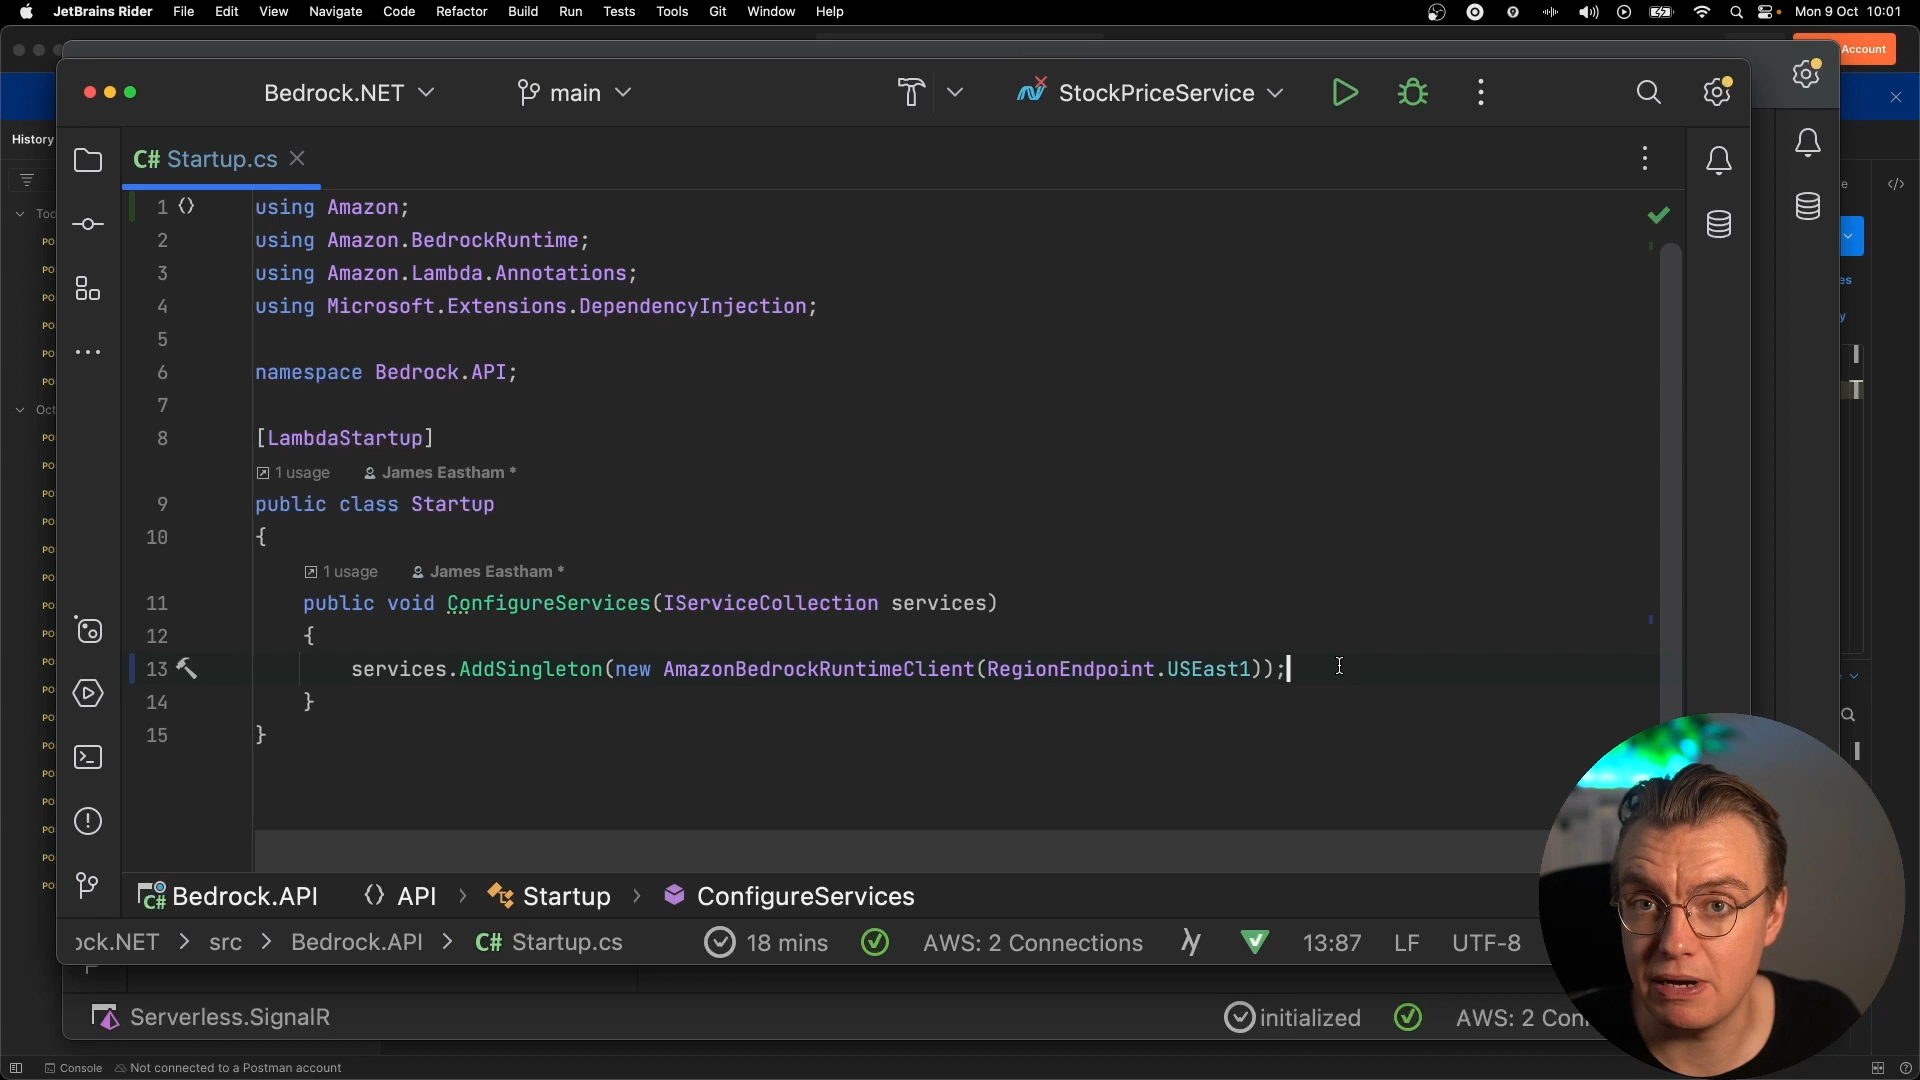 JetBrains Rider File Edit View Navigate Code Refactor Build Run Tests Tools Git Window Help Mon 9 Oct 10:01
Account
Bedrock.NET main StockPriceService
History
C# Startup.cs
1 using Amazon;
2 using Amazon.BedrockRuntime;
3 using Amazon.Lambda.Annotations;
4 using Microsoft.Extensions.DependencyInjection;
5
6 namespace Bedrock.API;
7
8 [LambdaStartup]
1 usage James Eastham *
9 public class Startup
10 {
1 usage James Eastham *
11 public void ConfigureServices(IServiceCollection services)
12 {
13 services.AddSingleton(new AmazonBedrockRuntimeClient(RegionEndpoint.USEast1));
14 }
15 }
C# Bedrock.API API > Startup > ConfigureServices
ock.NET > src > Bedrock.API > C# Startup.cs 18 mins AWS: 2 Connections 13:87 LF UTF-8
Serverless.SignalR initialized AWS: 2 Con
Console Not connected to a Postman account